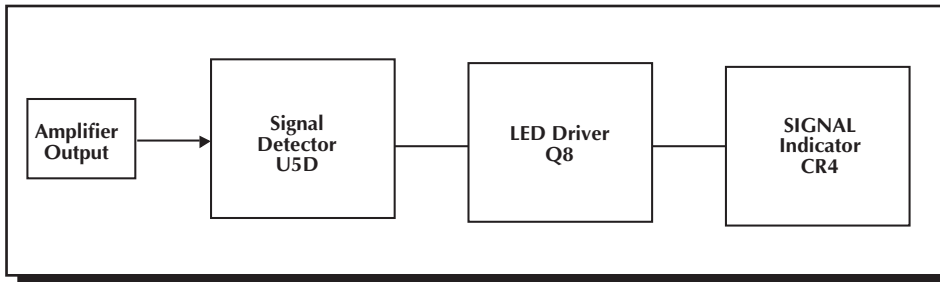 Amplifier
Output
Signal
Detector
U5D
LED Driver
Q8
SIGNAL
Indicator
CR4